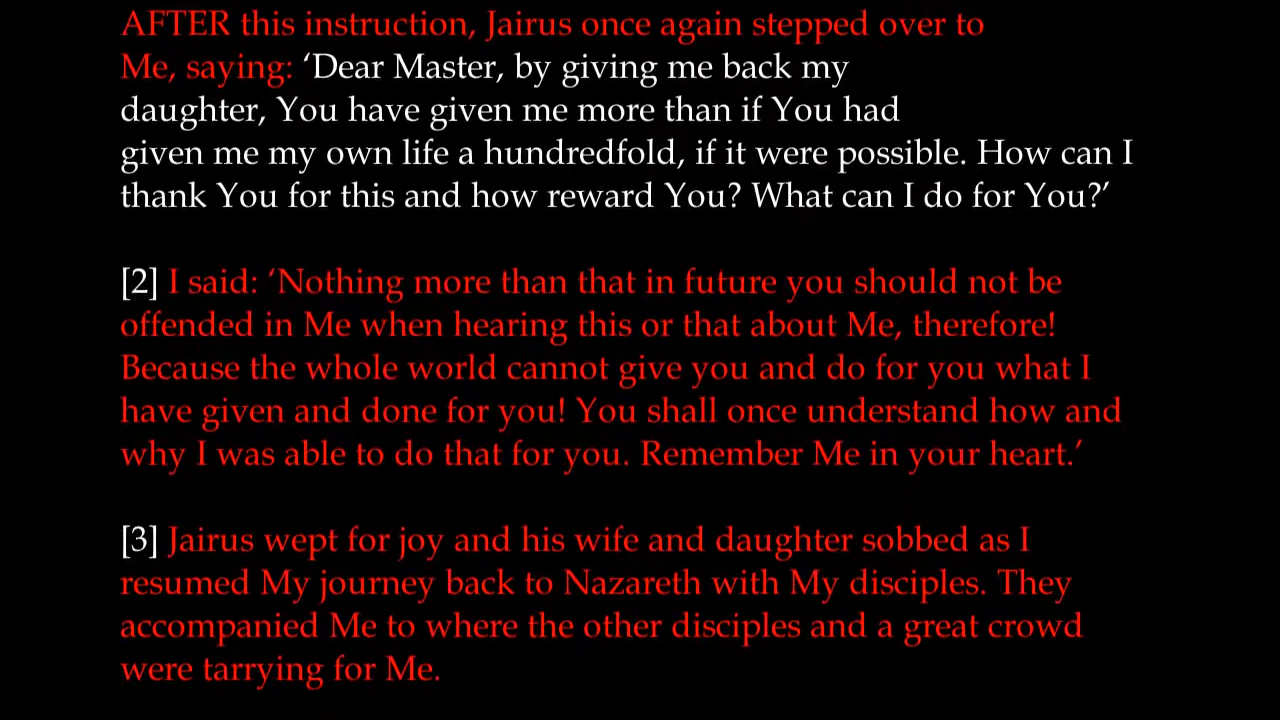 AFTER this instruction, Jairus once again stepped over to
Me, saying: ‘Dear Master, by giving me back my
daughter, You have given me more than if You had
given me my own life a hundredfold, if it were possible. How can I
thank You for this and how reward You? What can I do for You?’
[2] I said: ‘Nothing more than that in future you should not be
offended in Me when hearing this or that about Me, therefore!
Because the whole world cannot give you and do for you what I
have given and done for you! You shall once understand how and
why I was able to do that for you. Remember Me in your heart.’
[3] Jairus wept for joy and his wife and daughter sobbed as I
resumed My journey back to Nazareth with My disciples. They
accompanied Me to where the other disciples and a great crowd
were tarrying for Me.